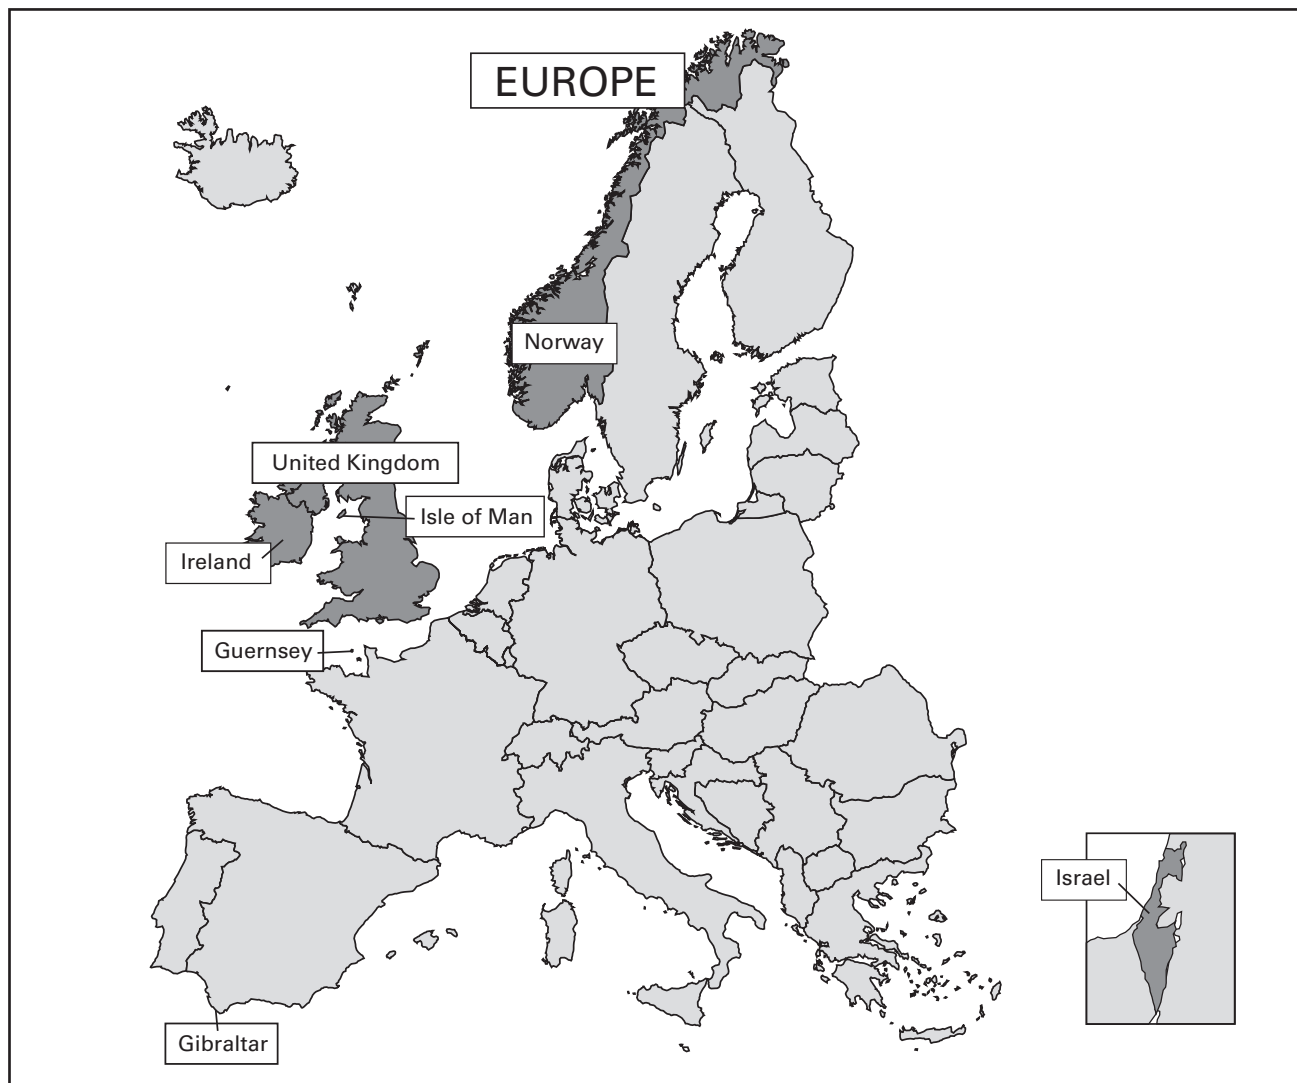 EUROPE
Norway
United Kingdom
Isle of Man
Ireland
Guernsey
Israel
Gibraltar